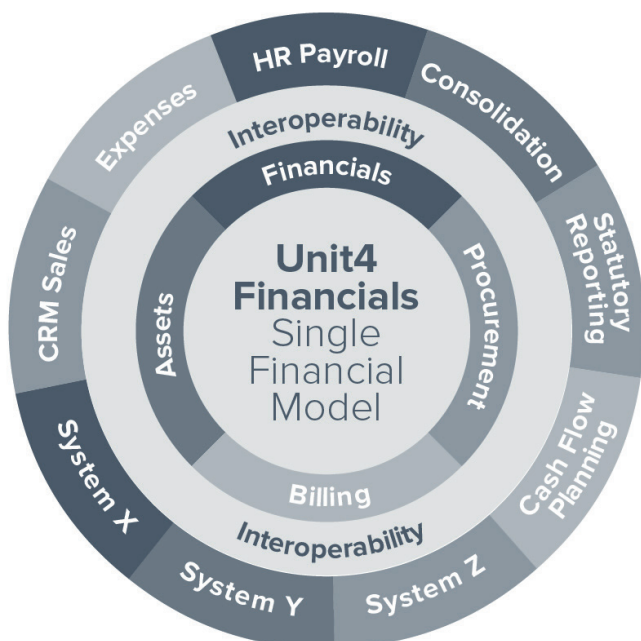 HR Payroll
Consolidation
Statutory
Reporting
Cash Flow
Planning
System Z
System Y
System X
CRM Sales
Expenses
Interoperability
Financials
Procurement
Billing
Assets
Unit4
Financials
Single
Financial
Model
Interoperability